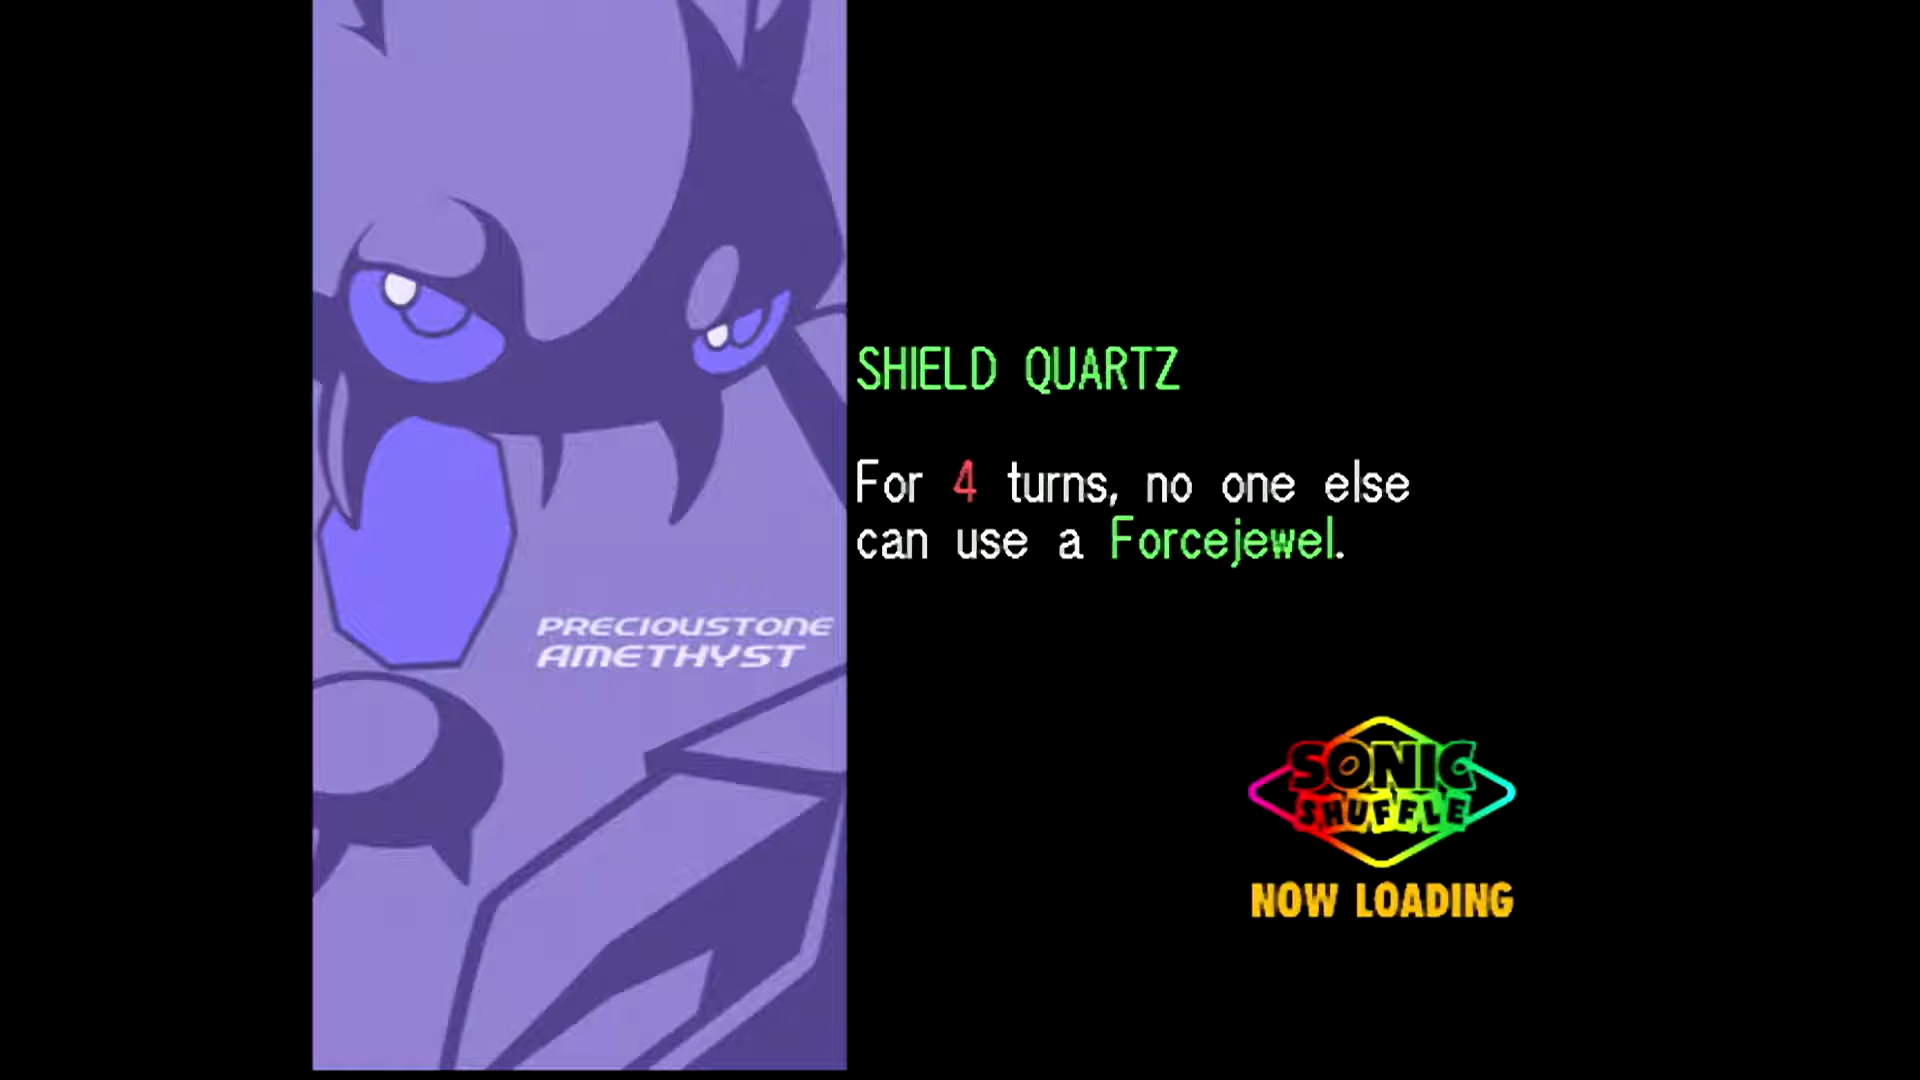 SHIELD QUARTZ
For 4 turns, no one else
can use a Forcejewel.
PRECIOUSTONE
AMETHYST
SONIC
SHUFFLE
NOW LOADING